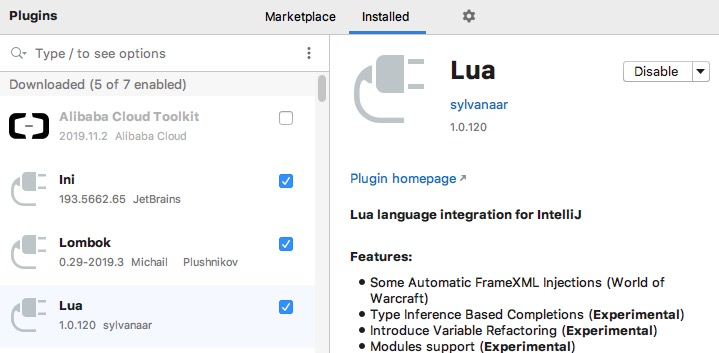 Plugins
Marketplace
Installed
Type / to see options
Downloaded (5 of 7 enabled)
Alibaba Cloud Toolkit
2019.11.2 Alibaba Cloud
Ini
193.5662.65 JetBrains
Lombok
0.29-2019.3 Michail Plushnikov
Lua
1.0.120 sylvanaar
Lua
Disable
sylvanaar
1.0.120
Plugin homepage
Lua language integration for IntelliJ
Features:
Some Automatic FrameXML Injections (World of
Warcraft)
Type Inference Based Completions (Experimental)
Introduce Variable Refactoring (Experimental)
Modules support (Experimental)